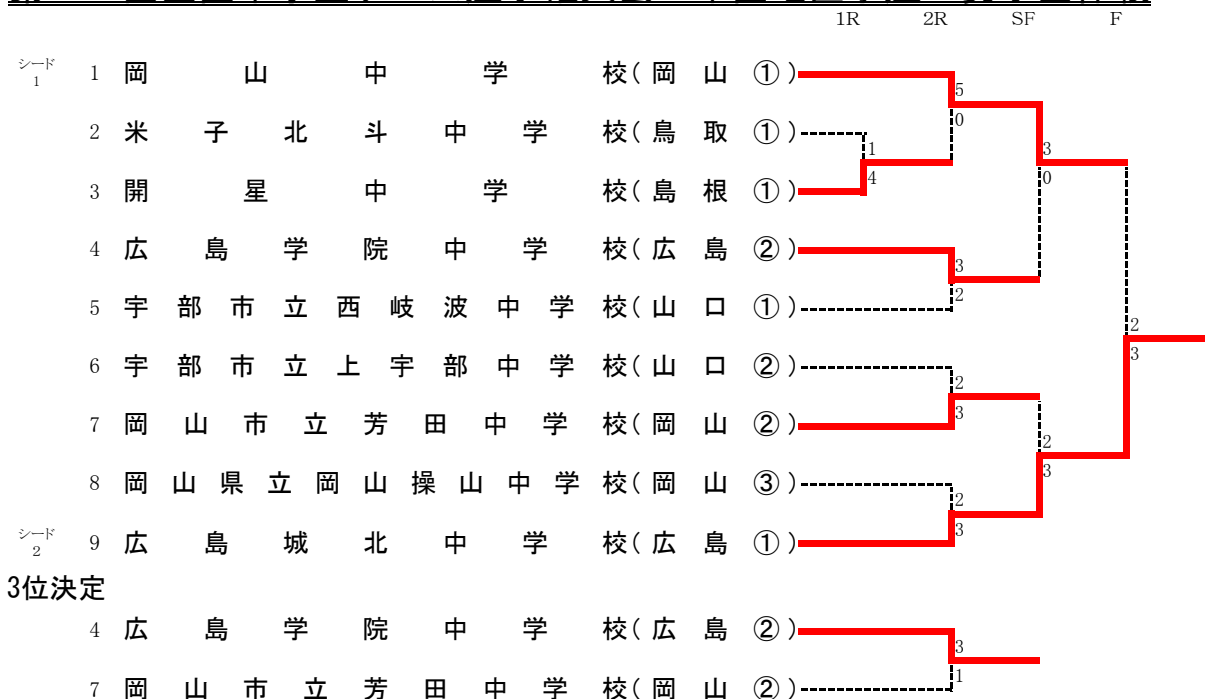 1R 2R SF F
シード1 1 岡山中学校(岡山①)
5
2 米子北斗中学校(鳥取①)
0
1
3
3 開星中学校(島根①)
4
0
4 広島学院中学校(広島②)
3
5 宇部市立西岐波中学校(山口①)
2
2
6 宇部市立上宇部中学校(山口②)
3
2
7 岡山市立芳田中学校(岡山②)
3
2
8 岡山県立岡山操山中学校(岡山③)
3
2
シード2 9 広島城北中学校(広島①)
3
3位決定
4 広島学院中学校(広島②)
3
7 岡山市立芳田中学校(岡山②)
1